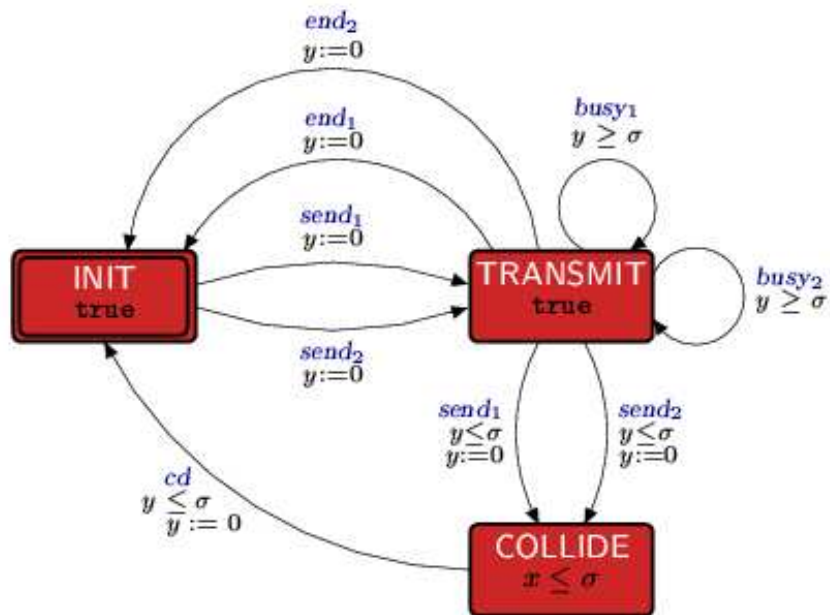 end₂
y:=0
end₁
y:=0
busy₁
y ≥ σ
send₁
y:=0
INIT
true
TRANSMIT
true
busy₂
y ≥ σ
send₂
y:=0
send₁
y≤σ
y:=0
send₂
y≤σ
y:=0
cd
y ≤ σ
y := 0
COLLIDE
x ≤ σ